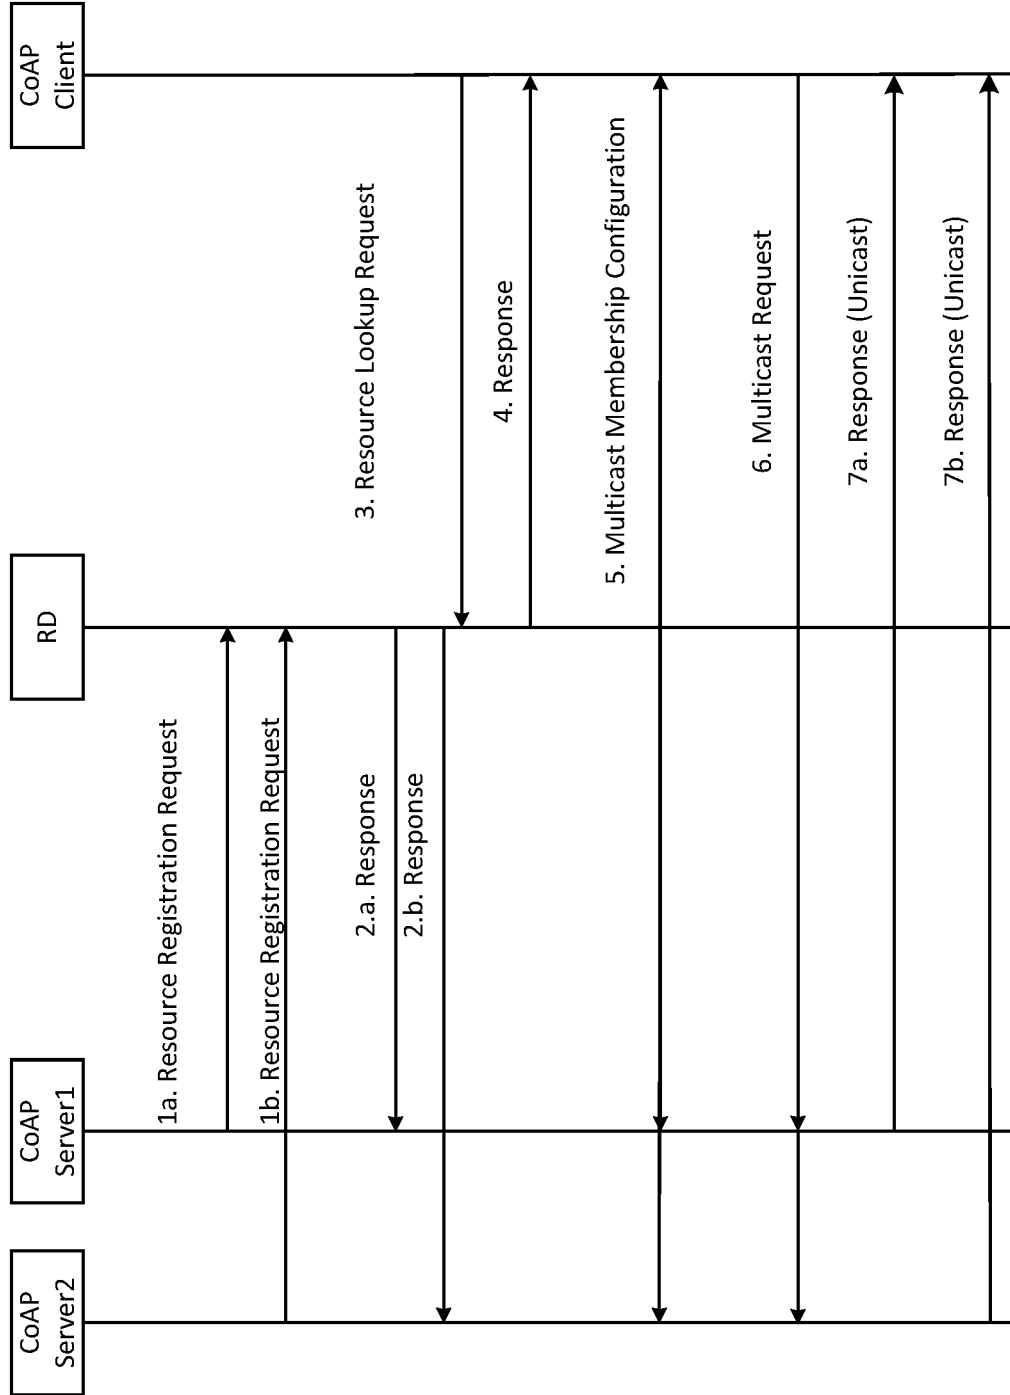 CoAP
Server2
CoAP
Server1
RD
CoAP
Client
1a. Resource Registration Request
1b. Resource Registration Request
2.a. Response
2.b. Response
3. Resource Lookup Request
4. Response
5. Multicast Membership Configuration
6. Multicast Request
7a. Response (Unicast)
7b. Response (Unicast)